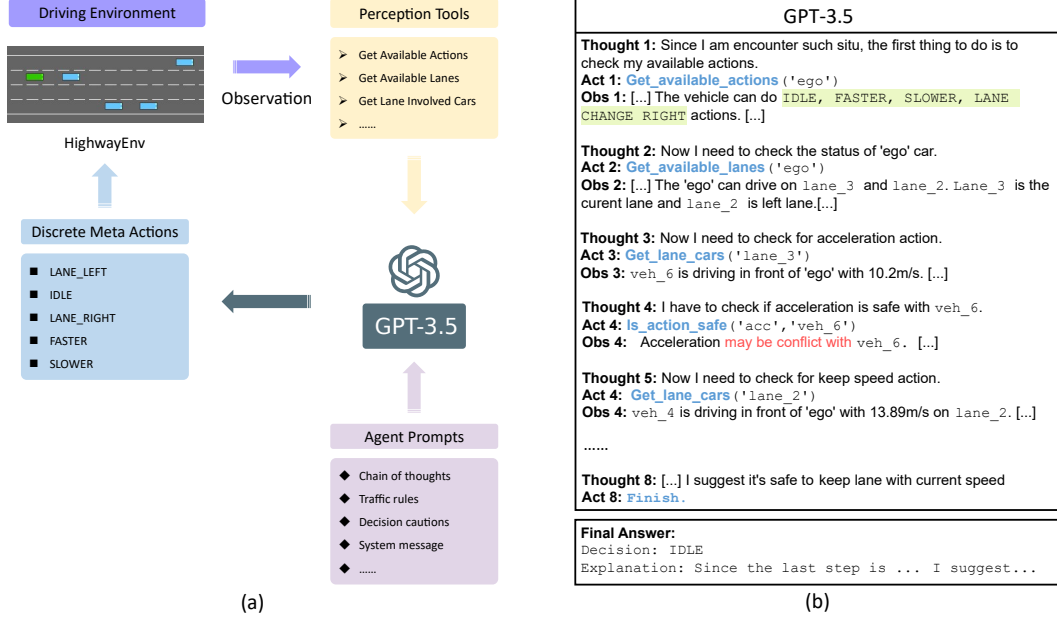 Driving Environment
HighwayEnv
Observation
Perception Tools
Get Available Actions
Get Available Lanes
Get Lane Involved Cars
......
Discrete Meta Actions
LANE_LEFT
IDLE
LANE_RIGHT
FASTER
SLOWER
GPT-3.5
Agent Prompts
Chain of thoughts
Traffic rules
Decision cautions
System message
......
(a)
GPT-3.5
Thought 1: Since I am encounter such situ, the first thing to do is to
check my available actions.
Act 1: Get_available_actions('ego')
Obs 1: [...] The vehicle can do IDLE, FASTER, SLOWER, LANE
CHANGE RIGHT actions. [...]
Thought 2: Now I need to check the status of 'ego' car.
Act 2: Get_available_lanes('ego')
Obs 2: [...] The 'ego' can drive on lane_3 and lane_2. Lane_3 is the
curent lane and lane_2 is left lane.[...]
Thought 3: Now I need to check for acceleration action.
Act 3: Get_lane_cars('lane_3')
Obs 3: veh_6 is driving in front of 'ego' with 10.2m/s. [...]
Thought 4: I have to check if acceleration is safe with veh_6.
Act 4: Is_action_safe('acc','veh_6')
Obs 4: Acceleration may be conflict with veh_6. [...]
Thought 5: Now I need to check for keep speed action.
Act 4: Get_lane_cars('lane_2')
Obs 4: veh_4 is driving in front of 'ego' with 13.89m/s on lane_2. [...]
......
Thought 8: [...] I suggest it's safe to keep lane with current speed
Act 8: Finish.
Final Answer:
Decision: IDLE
Explanation: Since the last step is ... I suggest...
(b)